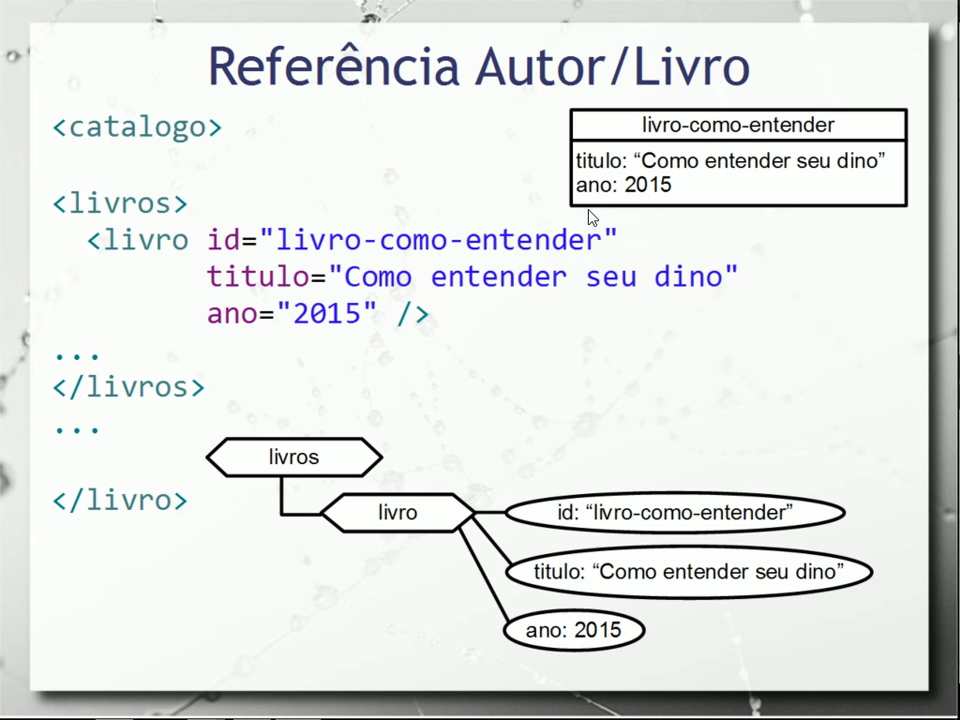 Referência Autor/Livro
<catalogo>
livro-como-entender
titulo: “Como entender seu dino”
ano: 2015
<livros>
<livro id="livro-como-entender"
titulo="Como entender seu dino"
ano="2015" />
...
</livros>
...
</livro>
livros
livro
id: “livro-como-entender”
titulo: “Como entender seu dino”
ano: 2015